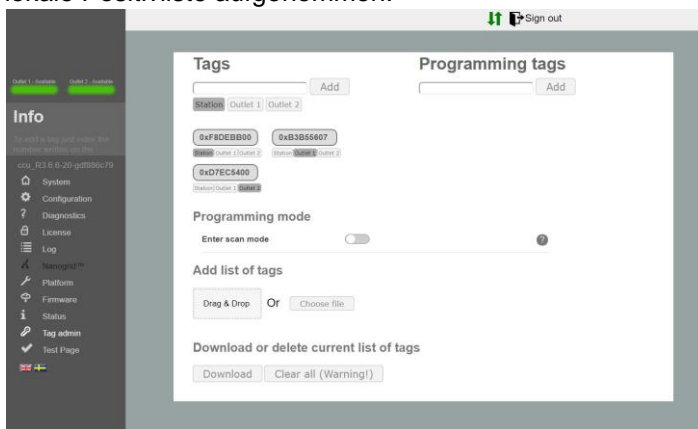 lokale Positivliste aufgenommen.
Sign out
Outlet 1 - Available Outlet 2 - Available
Info
To add a tag just enter the
number written on the
ccu_R3.6.6-20-gdf886c79
System
Configuration
Diagnostics
License
Log
Nanogrid™
Platform
Firmware
Status
Tag admin
Test Page
Tags
Add
Station Outlet 1 Outlet 2
0xF8DEBB00 0xB3B55607
Station Outlet 1 Outlet 2 Station Outlet 1 Outlet 2
0xD7EC5400
Station Outlet 1 Outlet 2
Programming tags
Add
Programming mode
Enter scan mode
?
Add list of tags
Drag & Drop Or Choose file
Download or delete current list of tags
Download Clear all (Warning!)